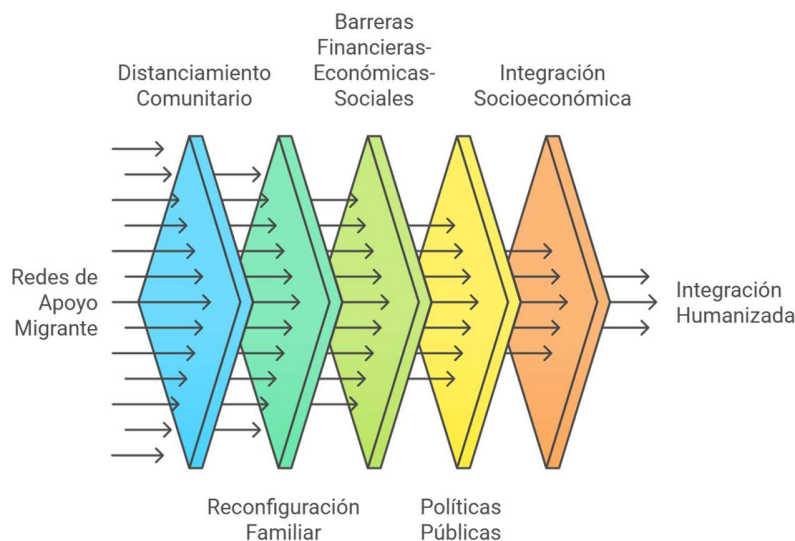 Barreras
Financieras-
Económicas-
Sociales
Distanciamiento
Comunitario
Integración
Socioeconómica
Redes de
Apoyo
Migrante
Integración
Humanizada
Reconfiguración
Familiar
Políticas
Públicas